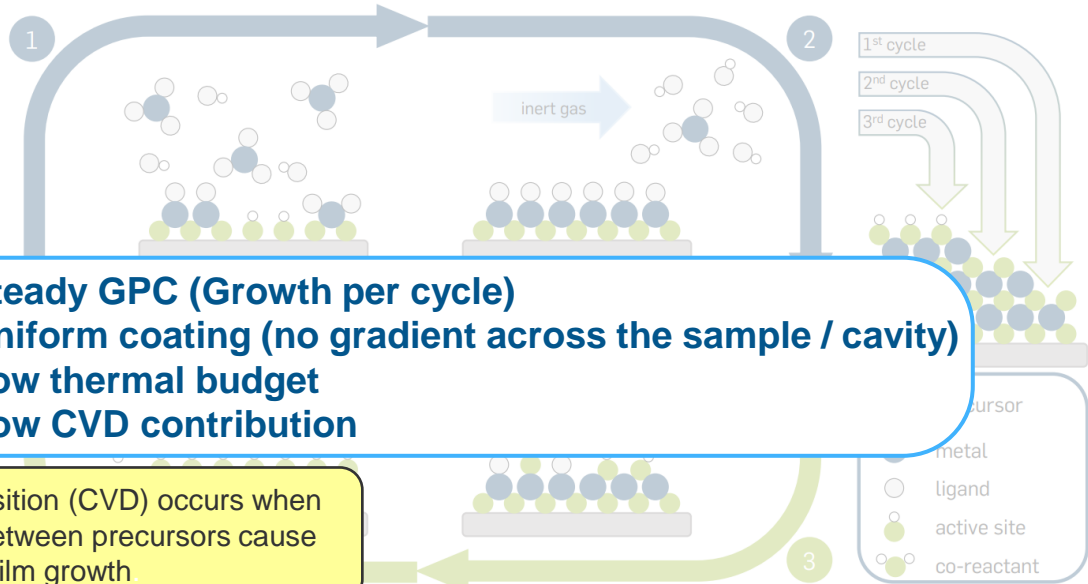 1
2
1st cycle
2nd cycle
3rd cycle
inert gas
teady GPC (Growth per cycle)
niform coating (no gradient across the sample / cavity)
ow thermal budget
ow CVD contribution
cursor
metal
ligand
active site
co-reactant
sition (CVD) occurs when
etween precursors cause
film growth
3